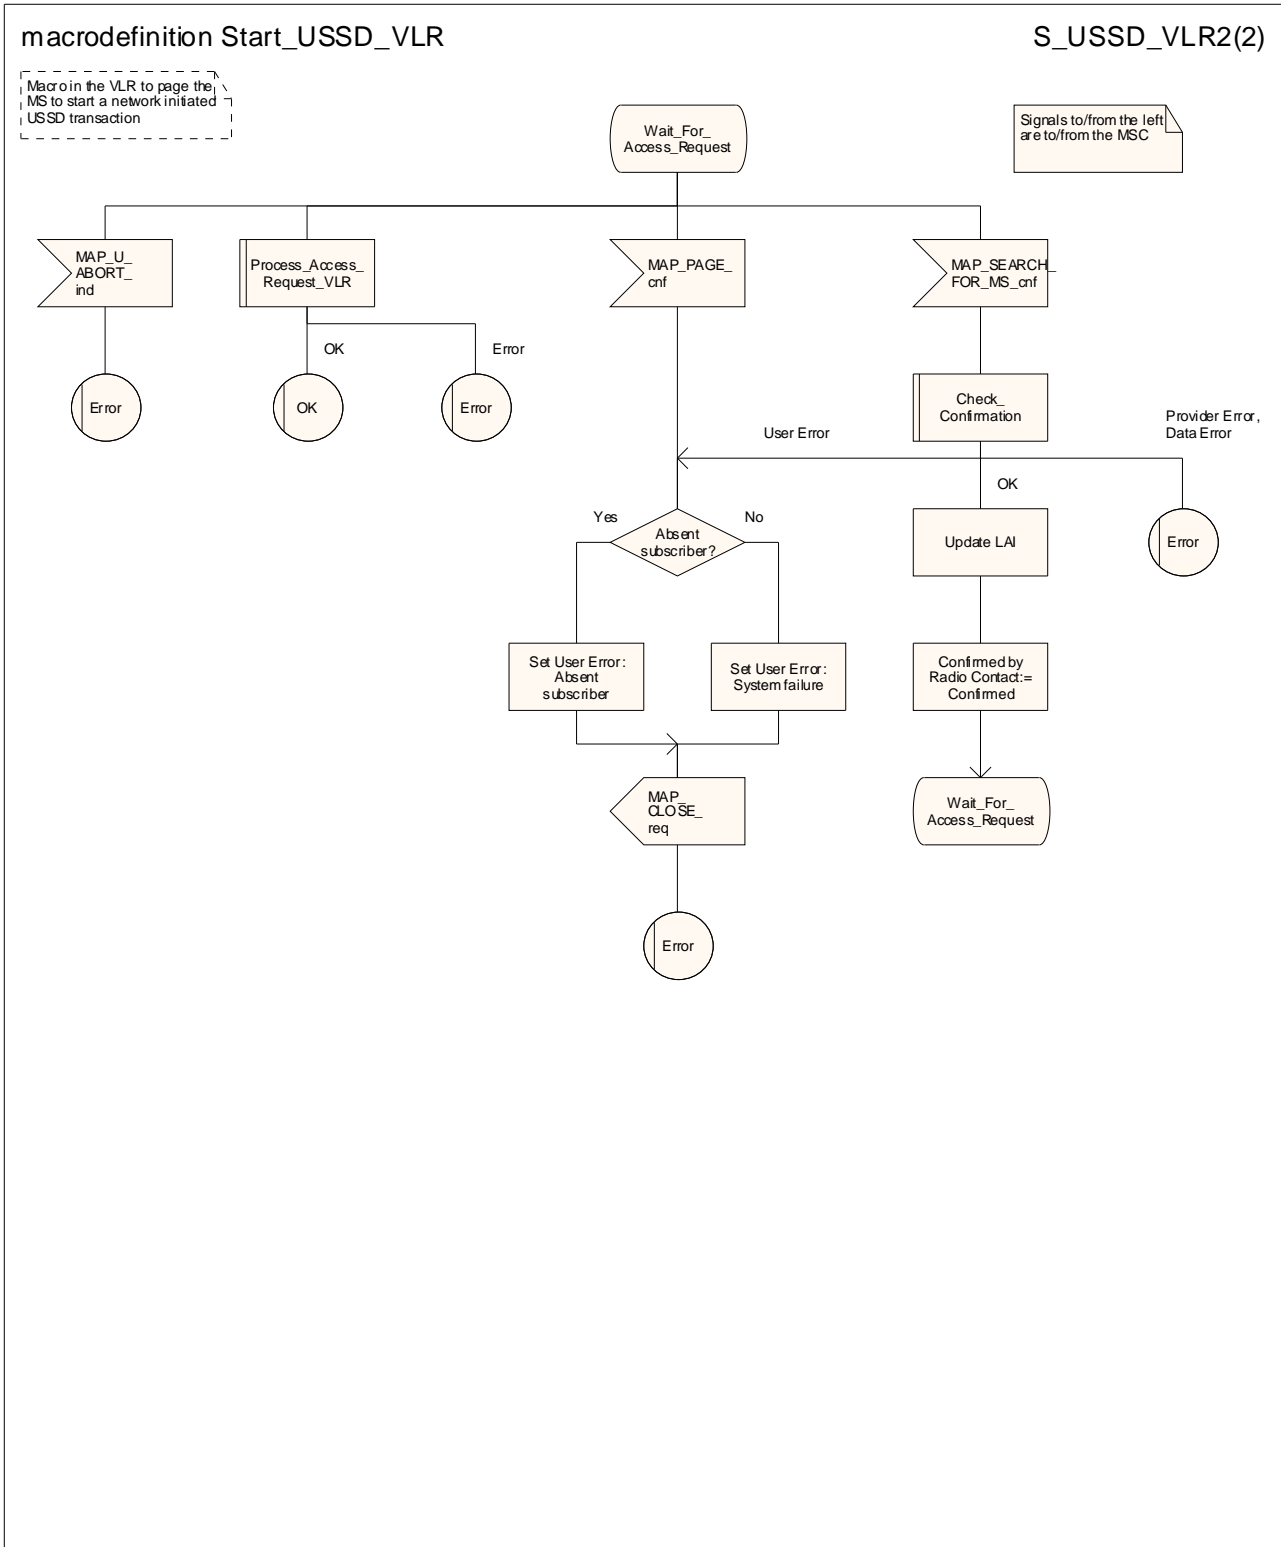 macrodefinition Start_USSD_VLR
S_USSD_VLR2(2)
Macro in the VLR to page the
MS to start a network initiated
USSD transaction
Wait_For_
Access_Request
Signals to/from the left
are to/from the MSC
MAP_U_
ABORT_
ind
Process_Access_
Request_VLR
MAP_PAGE_
cnf
MAP_SEARCH_
FOR_MS_cnf
OK
Error
Error
OK
Error
Check_
Confirmation
User Error
Provider Error,
Data Error
OK
Yes
No
Absent
subscriber?
Update LAI
Error
Set User Error:
Absent
subscriber
Set User Error:
System failure
Confirmed by
Radio Contact:=
Confirmed
MAP_
CLOSE_
req
Wait_For_
Access_Request
Error